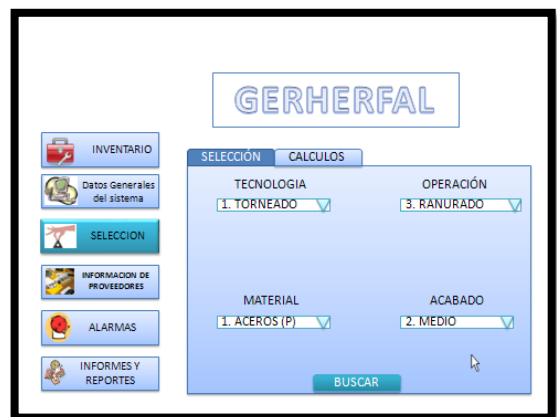 GERHERFAL
INVENTARIO
Datos Generales
del sistema
SELECCION
INFORMACION DE
PROVEEDORES
ALARMAS
INFORMES Y
REPORTES
SELECCIÓN
CALCULOS
TECNOLOGIA
OPERACIÓN
1. TORNEADO
3. RANURADO
MATERIAL
ACABADO
1. ACEROS (P)
2. MEDIO
BUSCAR